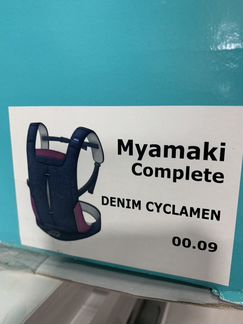 Myamaki
Complete
DENIM CYCLAMEN
00.09